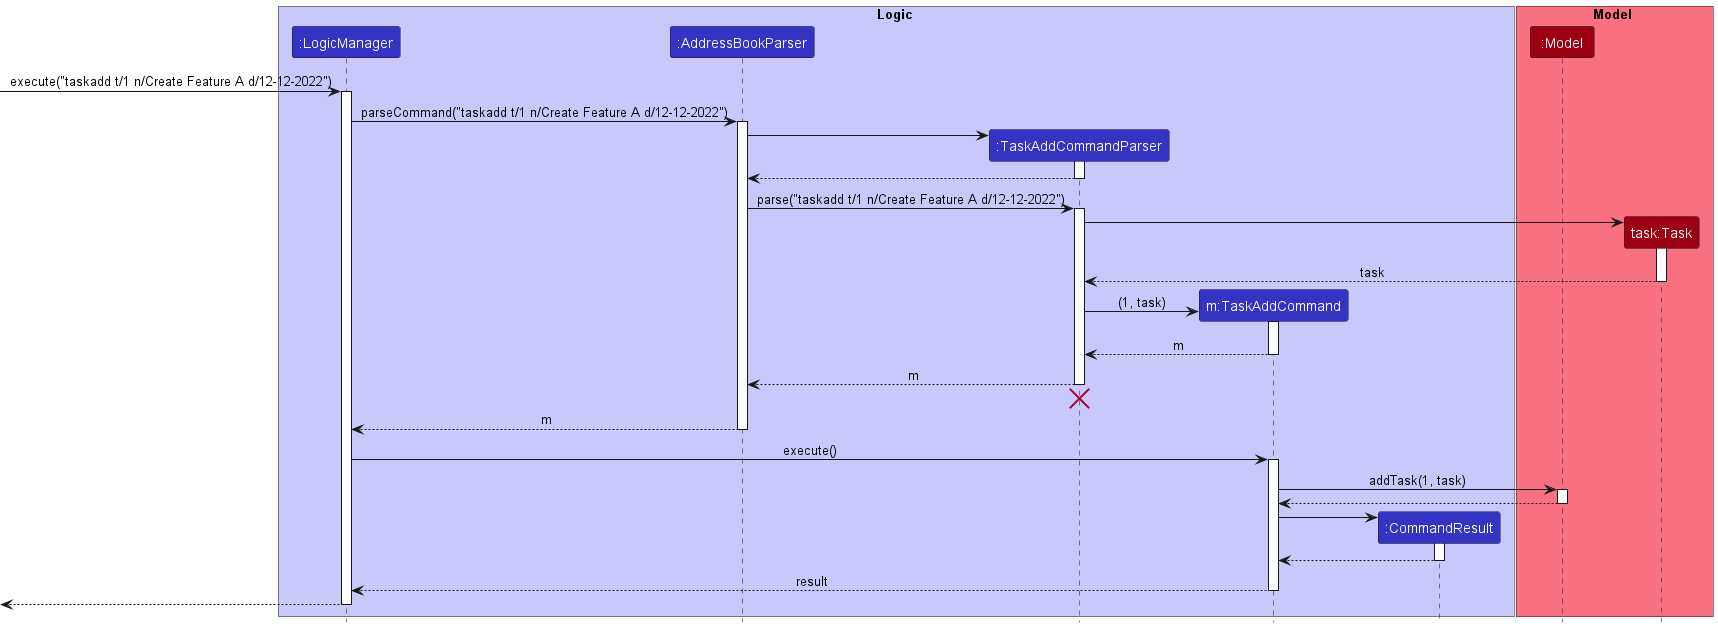 Logic
Model
:LogicManager
:AddressBookParser
:Model
execute("taskadd t/1 n/Create Feature A d/12-12-2022")
parseCommand("taskadd t/1 n/Create Feature A d/12-12-2022")
:TaskAddCommandParser
parse("taskadd t/1 n/Create Feature A d/12-12-2022")
task:Task
task
(1, task)
m:TaskAddCommand
m
m
m
execute()
addTask(1, task)
:CommandResult
result